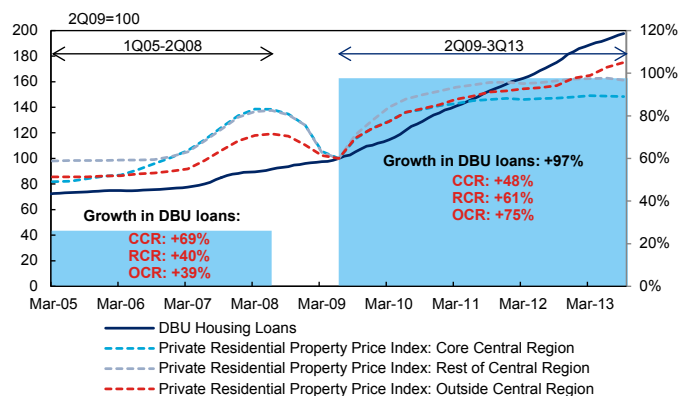 2Q09=100
200
180
160
140
120
100
80
60
40
20
0
120%
100%
80%
60%
40%
20%
0%
1Q05-2Q08
2Q09-3Q13
Growth in DBU loans:
CCR: +69%
RCR: +40%
OCR: +39%
Growth in DBU loans: +97%
CCR: +48%
RCR: +61%
OCR: +75%
Mar-05 Mar-06 Mar-07 Mar-08 Mar-09 Mar-10 Mar-11 Mar-12 Mar-13
DBU Housing Loans
Private Residential Property Price Index: Core Central Region
Private Residential Property Price Index: Rest of Central Region
Private Residential Property Price Index: Outside Central Region